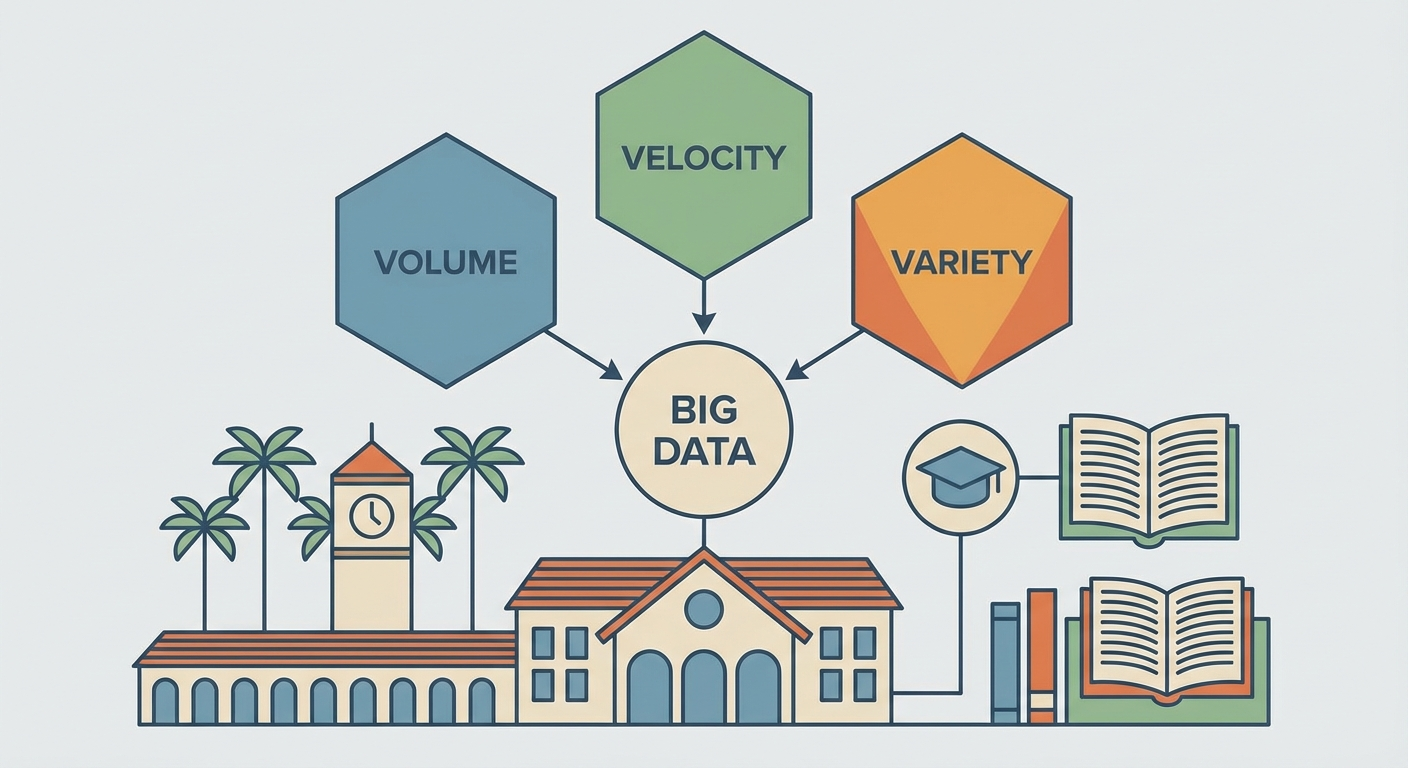 VELOCITY
VOLUME
VARIETY
BIG
DATA